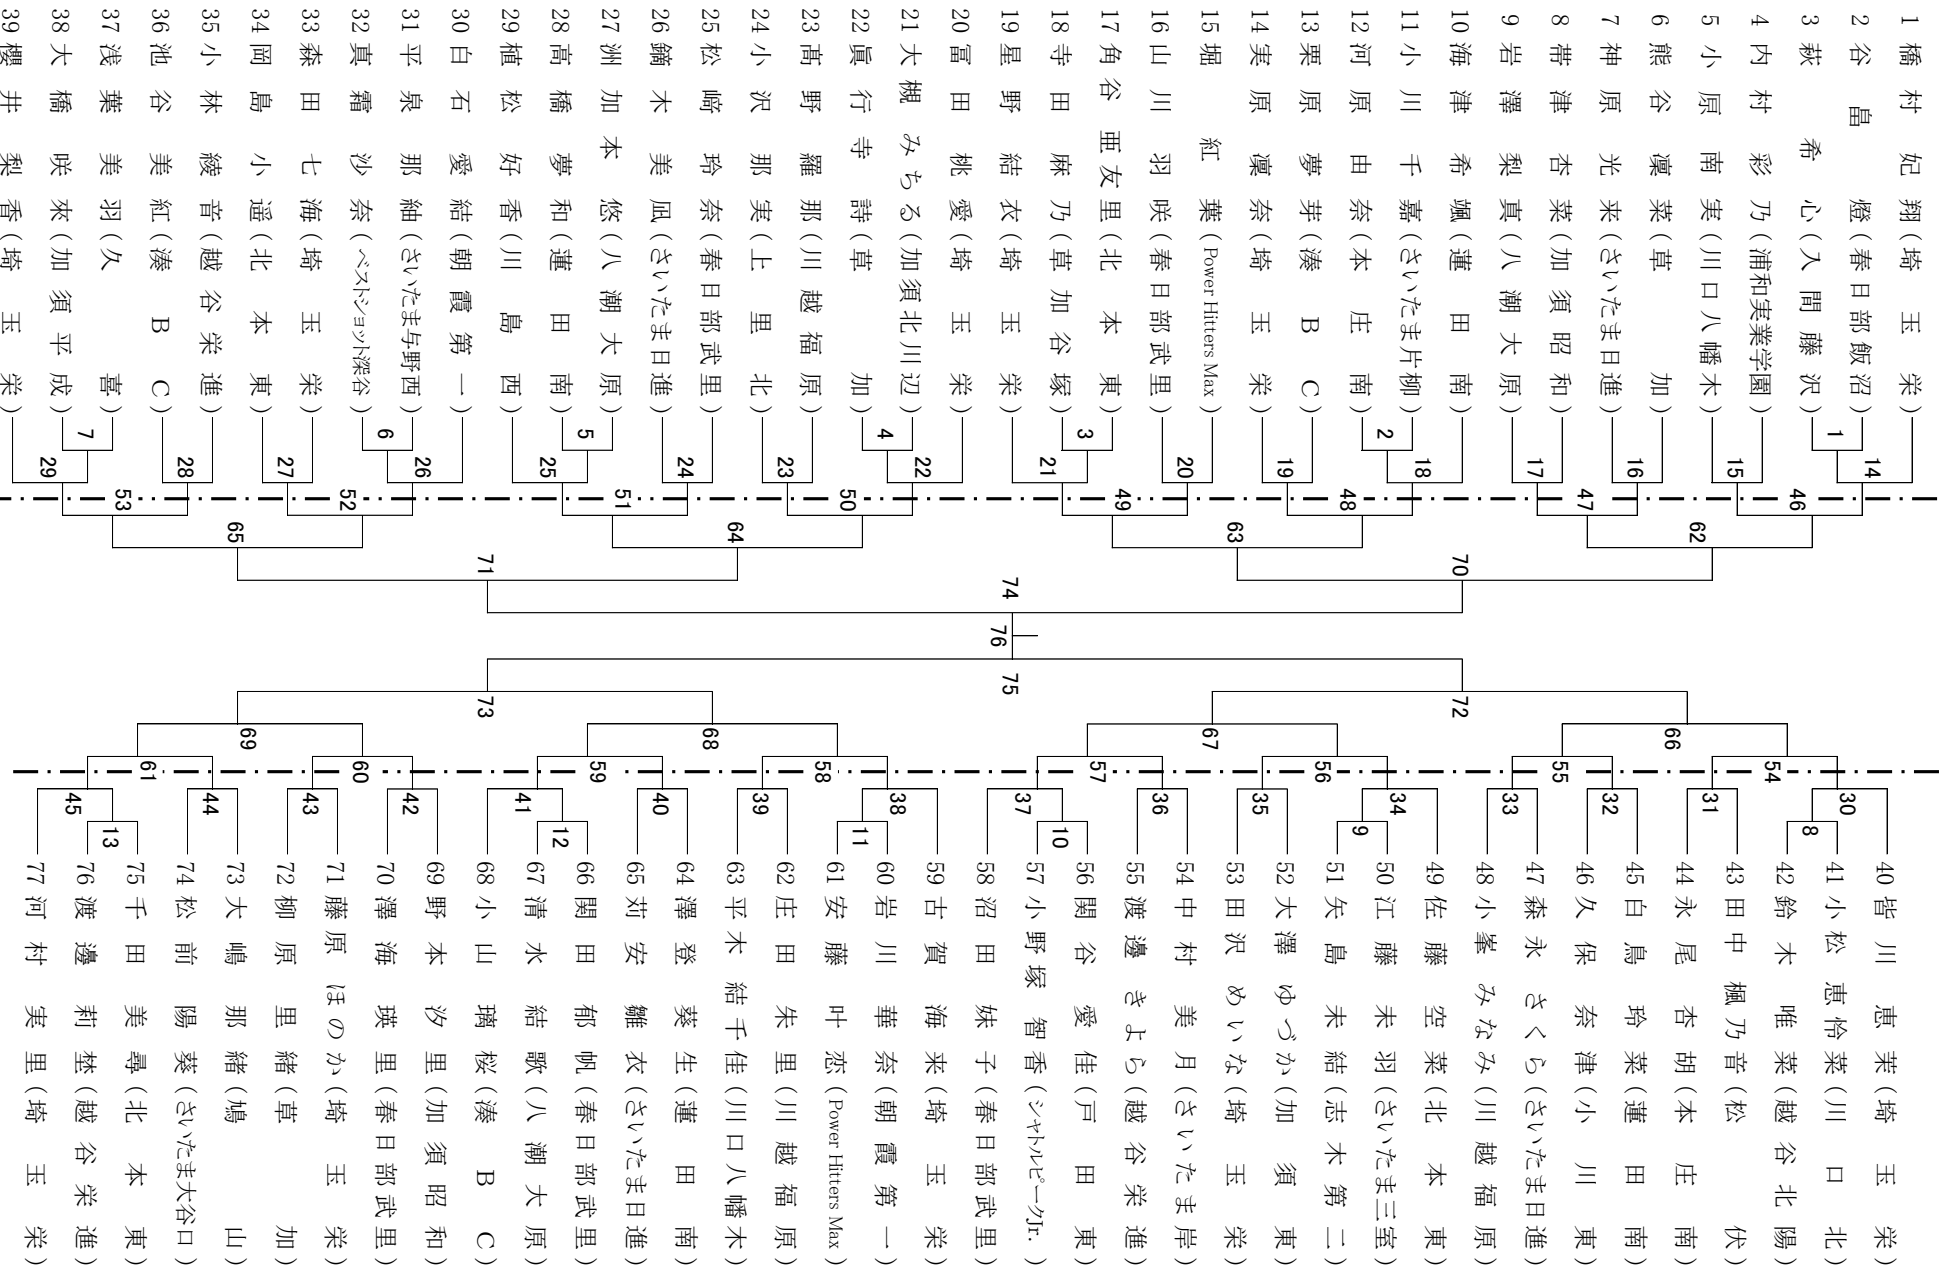 1 橋村 妃翔(埼玉栄)
2 谷畠 燈(春日部飯沼)
3 萩 希心(入間藤沢)
4 内村 彩乃(浦和実業学園)
5 小原 南実(川口八幡木)
6 熊谷 凜菜(草加)
7 神原 光来(さいたま日進)
8 帯津 杏菜(加須昭和)
9 岩澤 梨真(八潮大原)
10 海津 希颯(蓮田南)
11 小川 千嘉(さいたま片柳)
12 河原 由奈(本庄南)
13 栗原 夢芽(湊BC)
14 実原 凜奈(埼玉栄)
15 堀 紅葉(Power Hitters Max)
16 山川 羽咲(春日部武里)
17 角谷 亜友里(北本東)
18 寺田 麻乃(草加谷塚)
19 星野 結衣(埼玉栄)
20 冨田 桃愛(埼玉栄)
21 大槻 みちる(加須北川辺)
22 眞行寺 詩(草加)
23 髙野 羅那(川越福原)
24 小沢 那実(上里北)
25 松﨑 玲奈(春日部武里)
26 鏑木 美凪(さいたま日進)
27 洲加本 悠(八潮大原)
28 高橋 夢和(蓮田南)
29 植松 好香(川島西)
30 白石 愛結(朝霞第一)
31 平泉 那紬(さいたま与野西)
32 真霜 沙奈(ベストショット深谷)
33 森田 七海(埼玉栄)
34 岡島 小遥(北本東)
35 小林 綾音(越谷栄進)
36 池谷 美紅(湊BC)
37 浅葉 美羽(久喜)
38 大橋 咲來(加須平成)
39 櫻井 梨香(埼玉栄)
1
2
3
4
5
6
7
14
15
16
17
18
19
20
21
22
23
24
25
26
27
28
29
46
47
48
49
50
51
52
53
62
63
64
65
70
71
74
76
75
72
73
66
67
68
69
54
55
56
57
58
59
60
61
30
31
32
33
34
35
36
37
38
39
40
41
42
43
44
45
8
9
10
11
12
13
40 皆川 恵茉(埼玉栄)
41 小松 恵怜菜(川口北)
42 鈴木 唯菜(越谷北陽)
43 田中 楓乃音(松伏)
44 永尾 杏胡(本庄南)
45 白鳥 玲菜(蓮田南)
46 久保 奈津(小川東)
47 森永 さくら(さいたま日進)
48 小峯 みなみ(川越福原)
49 佐藤 空菜(北本東)
50 江藤 未羽(さいたま三室)
51 矢島 未結(志木第二)
52 大澤 ゆづか(加須東)
53 田沢 めいな(埼玉栄)
54 中村 美月(さいたま岸)
55 渡邊 きよら(越谷栄進)
56 関谷 愛佳(戸田東)
57 小野塚 智香(シャトルピークJr.)
58 沼田 妹子(春日部武里)
59 古賀 海来(埼玉栄)
60 岩川 華奈(朝霞第一)
61 安藤 叶恋(Power Hitters Max)
62 庄田 朱里(川越福原)
63 平木 結千佳(川口八幡木)
64 澤登 葵生(蓮田南)
65 苅安 雛衣(さいたま日進)
66 関田 郁帆(春日部武里)
67 清水 結歌(八潮大原)
68 小山 璃桜(湊BC)
69 野本 汐里(加須昭和)
70 澤海 瑛里(春日部武里)
71 藤原 ほのか(埼玉栄)
72 柳原 里緒(草加)
73 大嶋 那緒(鳩山)
74 松前 陽葵(さいたま大谷口)
75 千田 美尋(北本東)
76 渡邊 莉埜(越谷栄進)
77 河村 実里(埼玉栄)